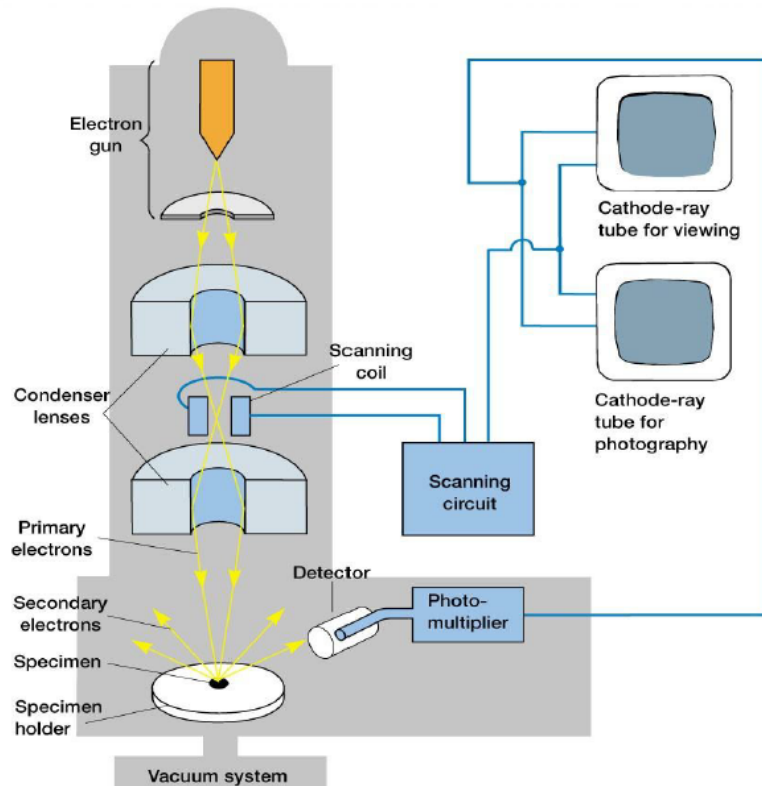 Electron
gun
Cathode-ray
tube for viewing
Scanning
coil
Condenser
lenses
Cathode-ray
tube for
photography
Scanning
circuit
Primary
electrons
Detector
Photo-
multiplier
Secondary
electrons
Specimen
Specimen
holder
Vacuum system